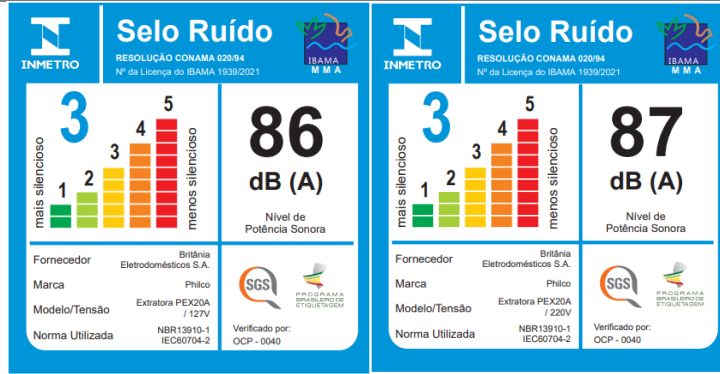 INMETRO
Selo Ruído
RESOLUÇÃO CONAMA 020/94
Nº da Licença do IBAMA 1939/2021
IBAMA
MMA
3
mais silencioso
1
2
3
4
5
menos silencioso
86
dB (A)
Nível de
Potência Sonora
Fornecedor
Britânia
Eletrodomésticos S.A.
Marca
Philco
Modelo/Tensão
Extratora PEX20A
/ 127V
Norma Utilizada
NBR13910-1
IEC60704-2
SGS
PROGRAMA
BRASILEIRO DE
ETIQUETAGEM
Verificado por:
OCP - 0040
INMETRO
Selo Ruído
RESOLUÇÃO CONAMA 020/94
Nº da Licença do IBAMA 1939/2021
IBAMA
MMA
3
mais silencioso
1
2
3
4
5
menos silencioso
87
dB (A)
Nível de
Potência Sonora
Fornecedor
Britânia
Eletrodomésticos S.A.
Marca
Philco
Modelo/Tensão
Extratora PEX20A
/ 220V
Norma Utilizada
NBR13910-1
IEC60704-2
SGS
PROGRAMA
BRASILEIRO DE
ETIQUETAGEM
Verificado por:
OCP - 0040